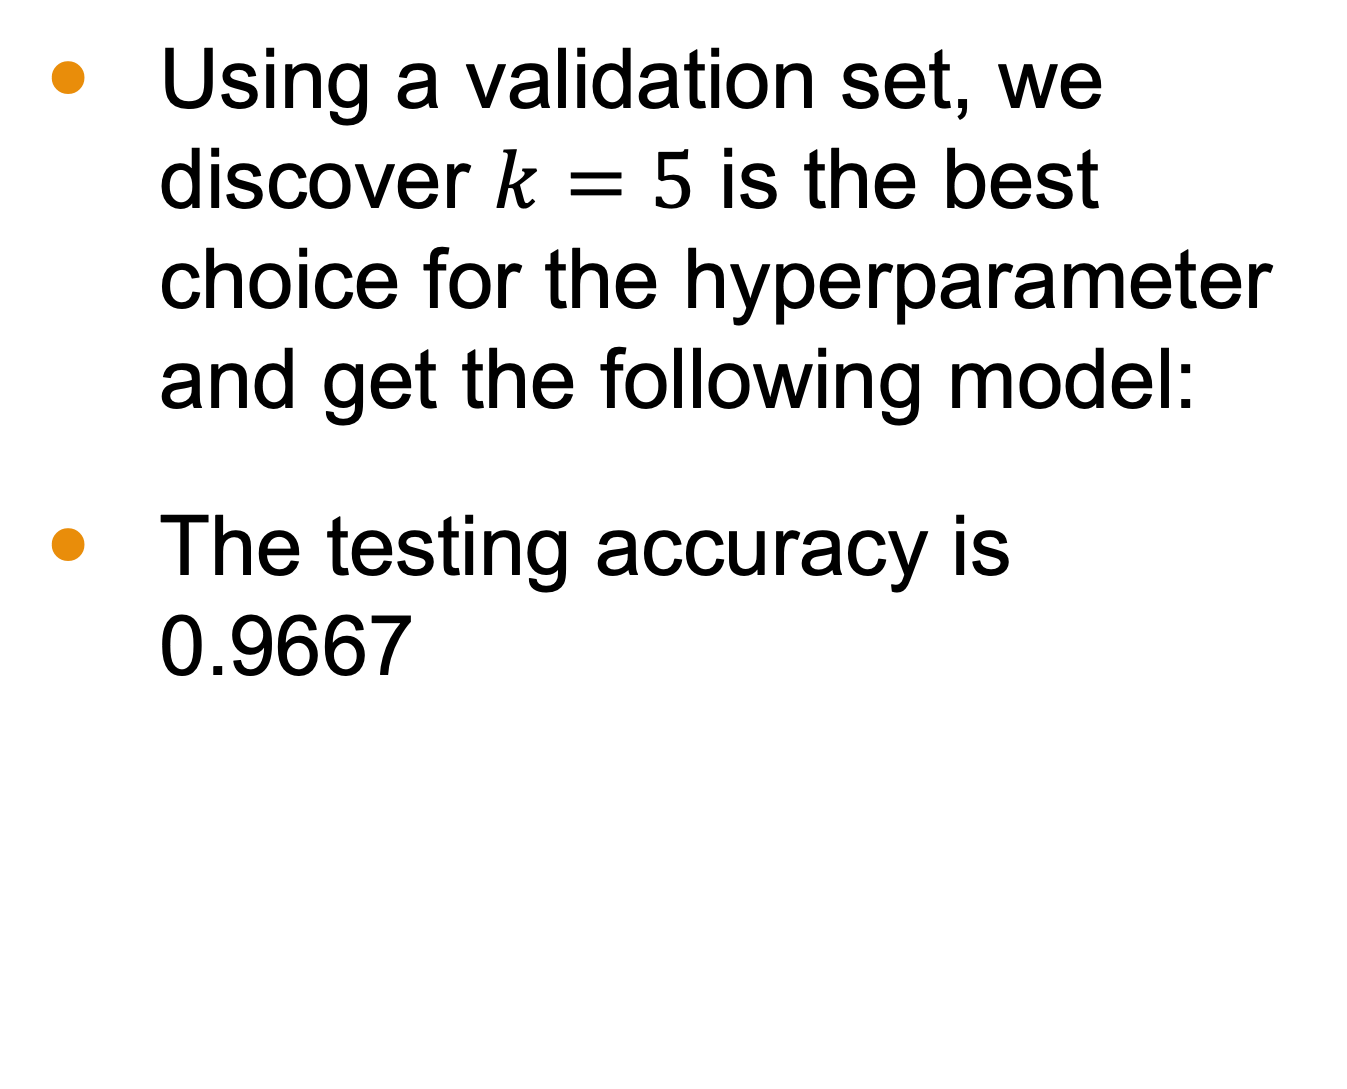 • Using a validation set, we
discover k = 5 is the best
choice for the hyperparameter
and get the following model:
• The testing accuracy is
0.9667